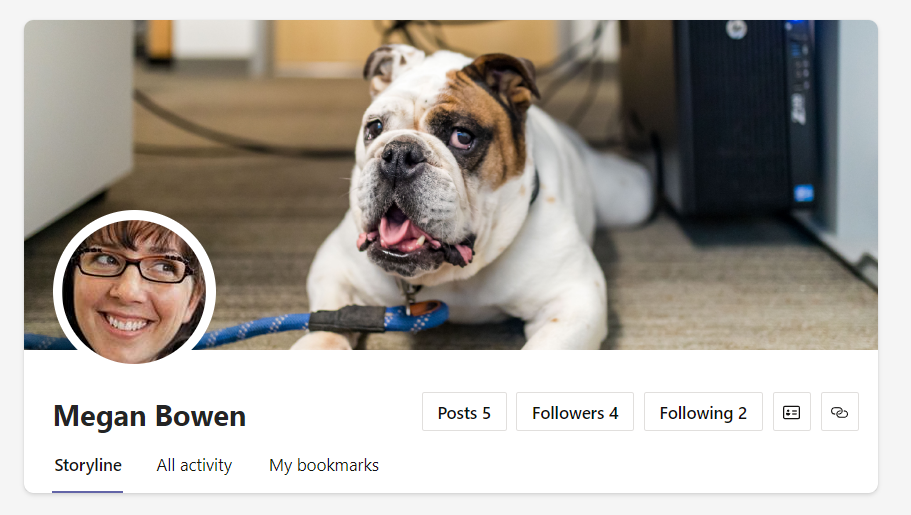 Megan Bowen
Posts 5
Followers 4
Following 2
Storyline
All activity
My bookmarks